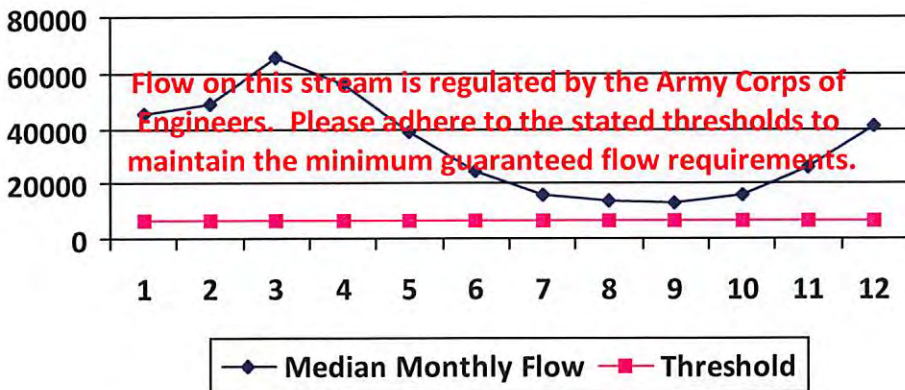 80000
60000
40000
20000
0
Flow on this stream is regulated by the Army Corps of
Engineers. Please adhere to the stated thresholds to
maintain the minimum guaranteed flow requirements.
1 2 3 4 5 6 7 8 9 10 11 12
Median Monthly Flow Threshold